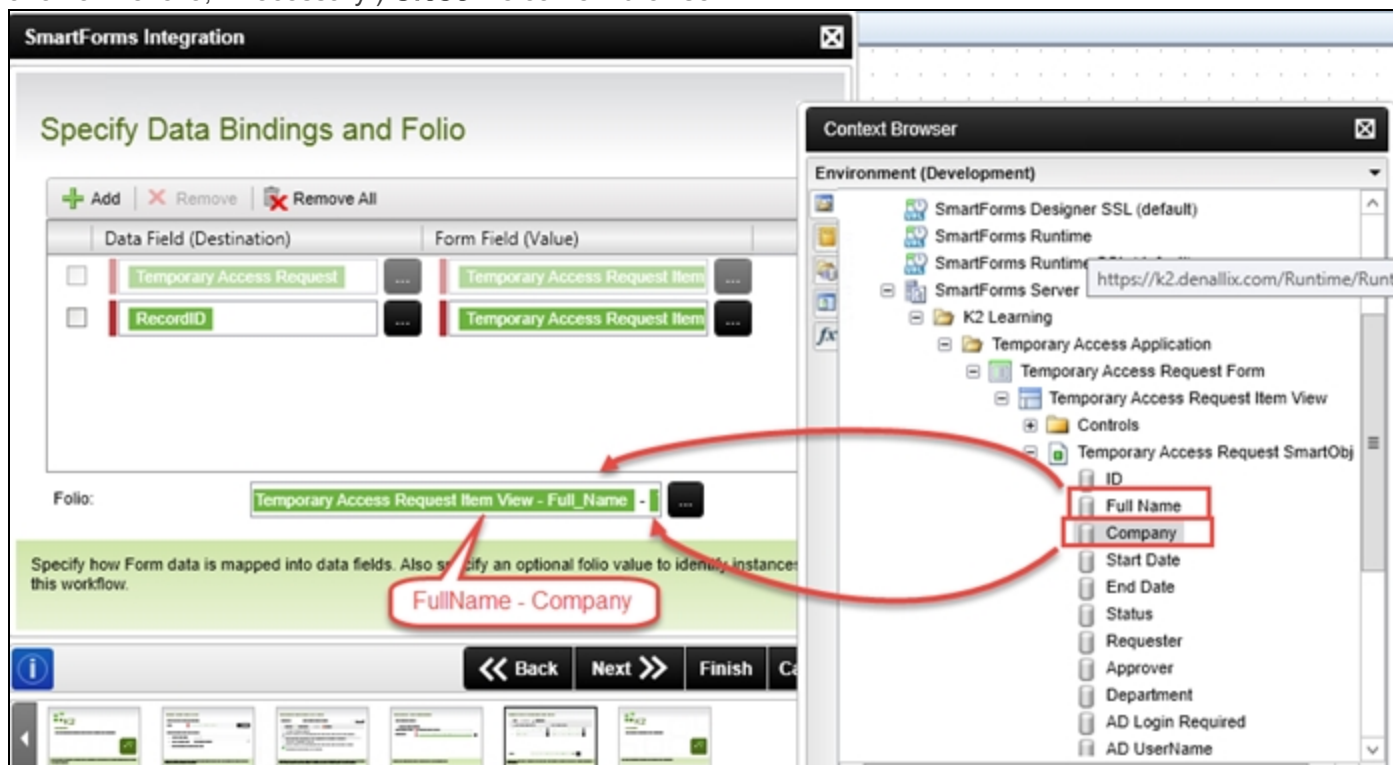 SmartForms Integration
Specify Data Bindings and Folio
Add Remove Remove All
Data Field (Destination) Form Field (Value)
Temporary Access Request ... Temporary Access Request Item ...
RecordID ... Temporary Access Request Item ...
Folio: Temporary Access Request Item View - Full_Name - ...
Specify how Form data is mapped into data fields. Also specify an optional folio value to identify instances
this workflow.
FullName - Company
Back Next Finish
Context Browser
Environment (Development)
SmartForms Designer SSL (default)
SmartForms Runtime
SmartForms Runtime
https://k2.denallix.com/Runtime/Runt
SmartForms Server
K2 Learning
Temporary Access Application
Temporary Access Request Form
Temporary Access Request Item View
Controls
Temporary Access Request SmartObj
ID
Full Name
Company
Start Date
End Date
Status
Requester
Approver
Department
AD Login Required
AD UserName